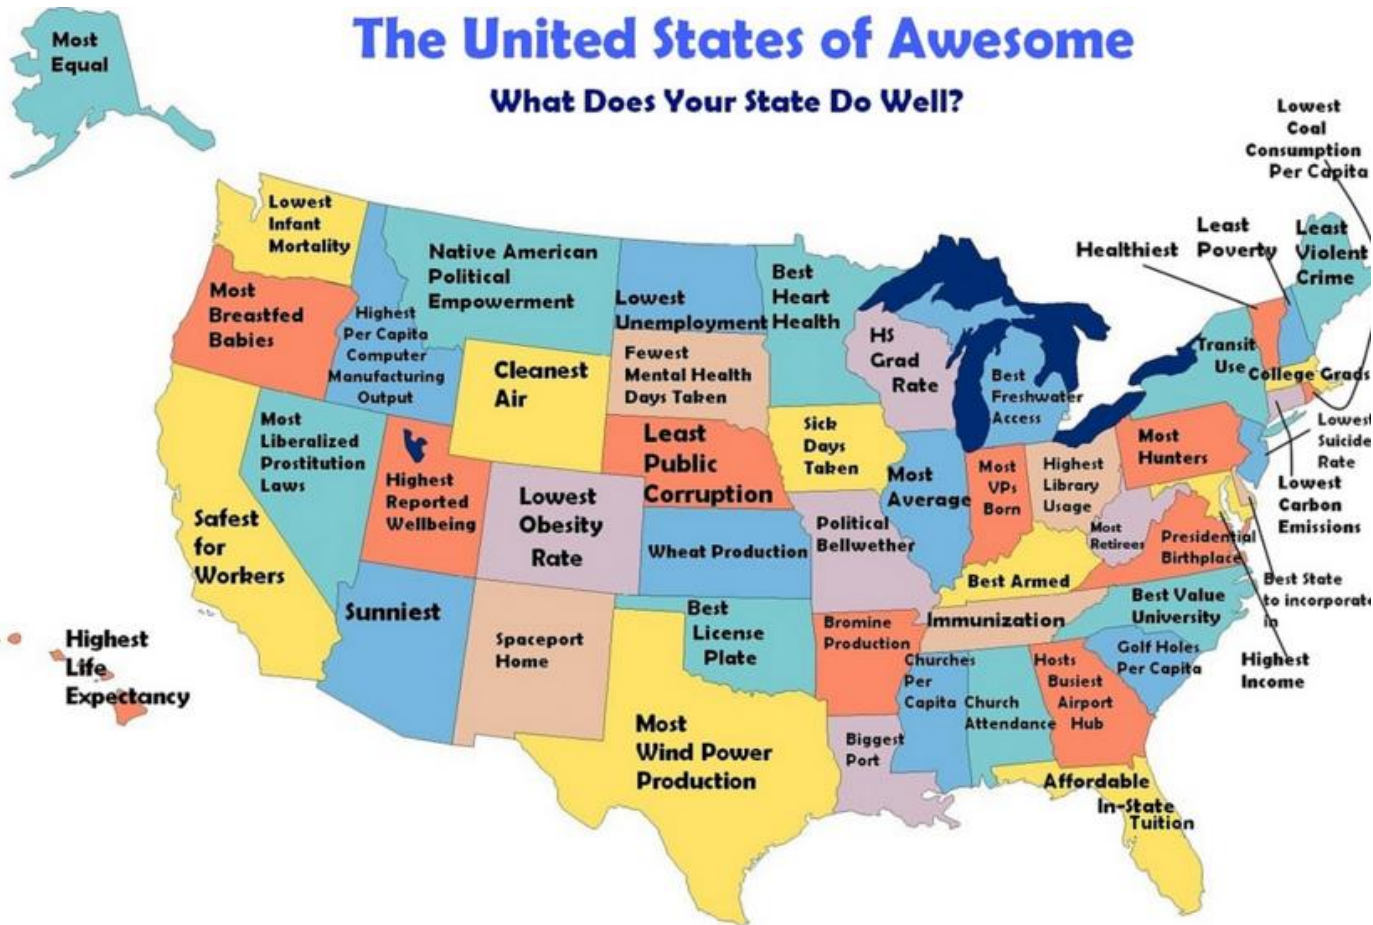 The United States of Awesome
What Does Your State Do Well?
Most
Equal
Lowest
Coal
Consumption
Per Capita
Lowest
Infant
Mortality
Native American
Political
Empowerment
Lowest
Unemployment
Best
Heart
Health
Healthiest
Least
Poverty
Least
Violent
Crime
Most
Breastfed
Babies
Highest
Per Capita
Computer
Manufacturing
Output
Cleanest
Air
Fewest
Mental Health
Days Taken
HS
Grad
Rate
Best
Freshwater
Access
Transit
Use
College Grads
Most
Liberalized
Prostitution
Laws
Highest
Reported
Wellbeing
Least
Public
Corruption
Sick
Days
Taken
Most
Average
Most
VPs
Born
Highest
Library
Usage
Most
Hunters
Lowest
Suicide
Rate
Lowest
Carbon
Emissions
Safest
for
Workers
Lowest
Obesity
Rate
Wheat Production
Political
Bellwether
Best Armed
Most
Retirees
Presidential
Birthplace
Best State
to incorporate
in
Highest
Income
Highest
Life
Expectancy
Sunniest
Spaceport
Home
Best
License
Plate
Bromine
Production
Immunization
Best Value
University
Golf Holes
Per Capita
Churches
Per
Capita
Church
Attendance
Hosts
Busiest
Airport
Hub
Most
Wind Power
Production
Biggest
Port
Affordable
In-State
Tuition